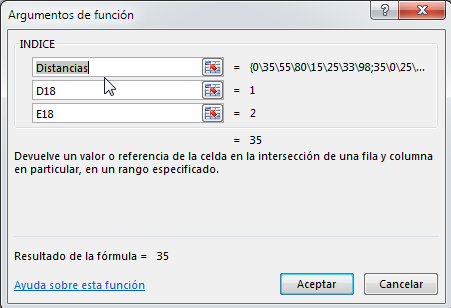 Argumentos de función
?
INDICE
Distancias = {0\35\55\80\15\25\33\98;35\0\25\...
D18 = 1
E18 = 2
= 35
Devuelve un valor o referencia de la celda en la intersección de una fila y columna
en particular, en un rango especificado.
Resultado de la fórmula = 35
Ayuda sobre esta función
Aceptar
Cancelar